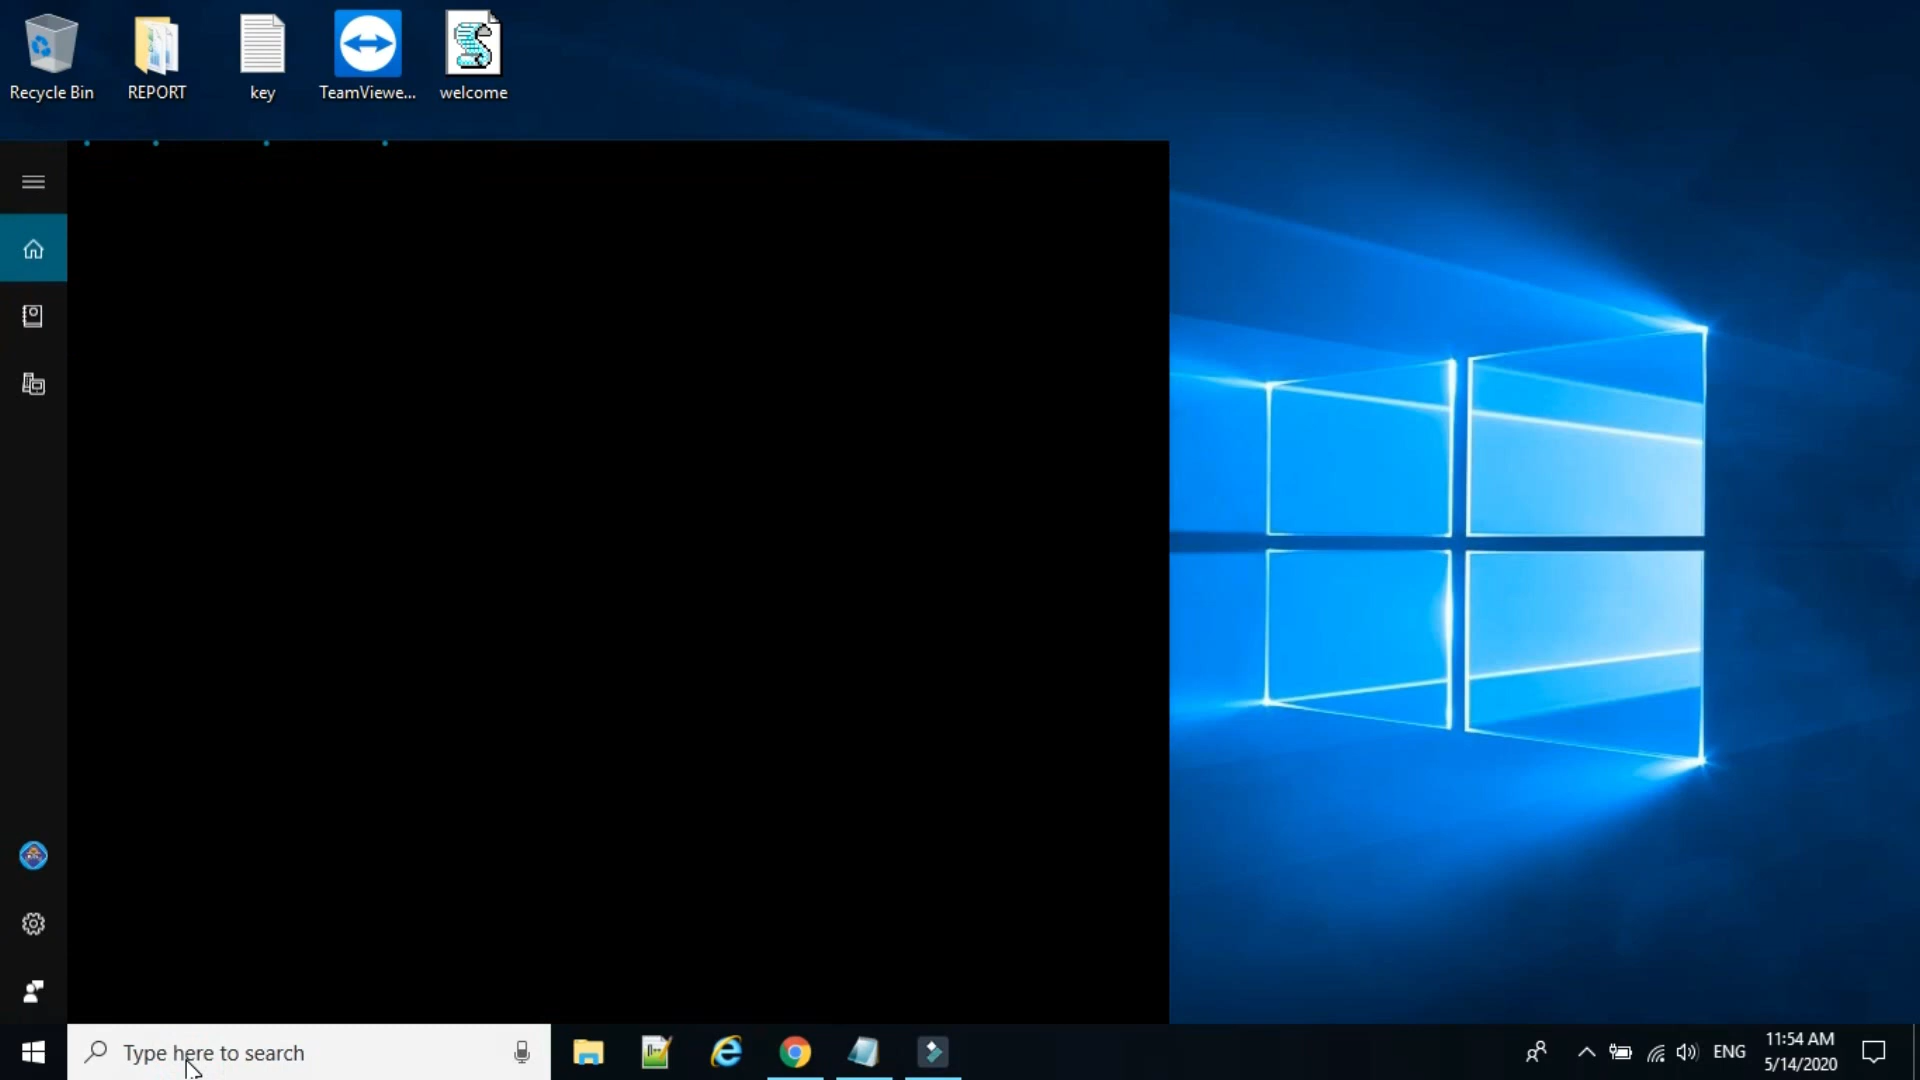 Recycle Bin
REPORT
key
TeamViewe...
welcome
Type here to search
ENG
11:54 AM
5/14/2020